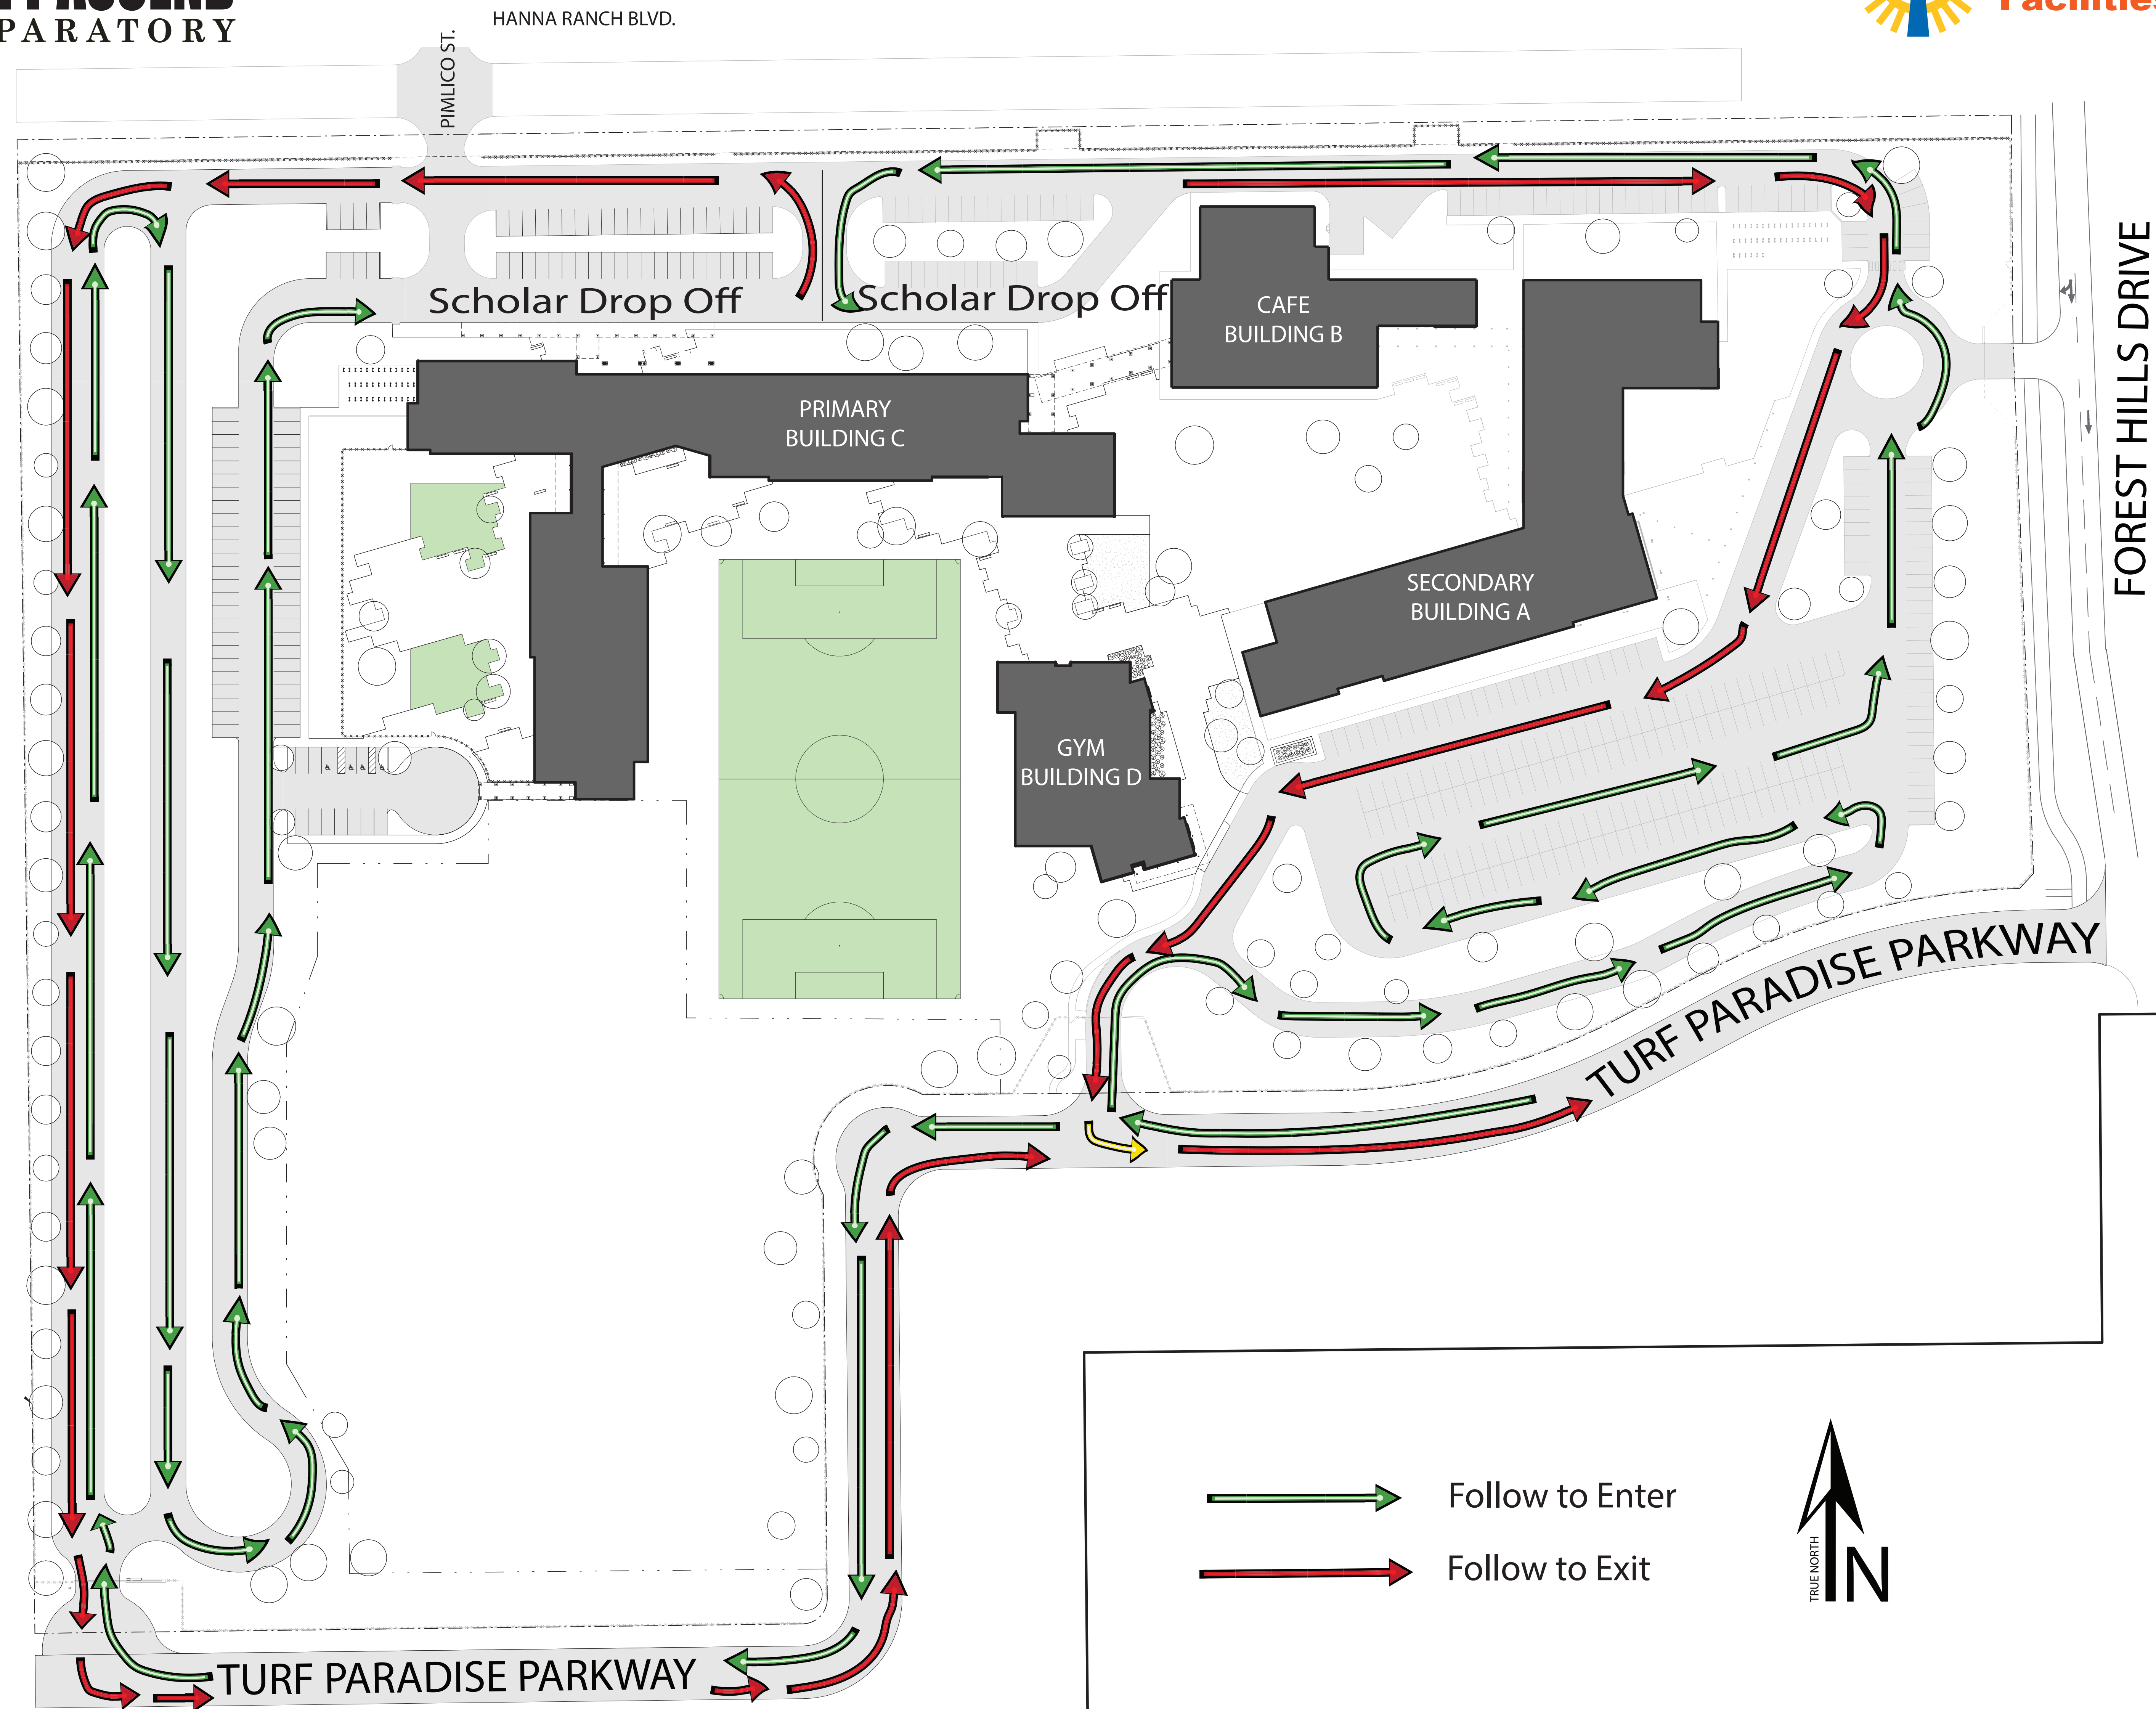 PARATORY
HANNA RANCH BLVD.
PIMLICO ST.
Facilities
FOREST HILLS DRIVE
Scholar Drop Off
Scholar Drop Off
CAFE
BUILDING B
PRIMARY
BUILDING C
SECONDARY
BUILDING A
GYM
BUILDING D
TURF PARADISE PARKWAY
Follow to Enter
Follow to Exit
TRUE NORTH
N
TURF PARADISE PARKWAY